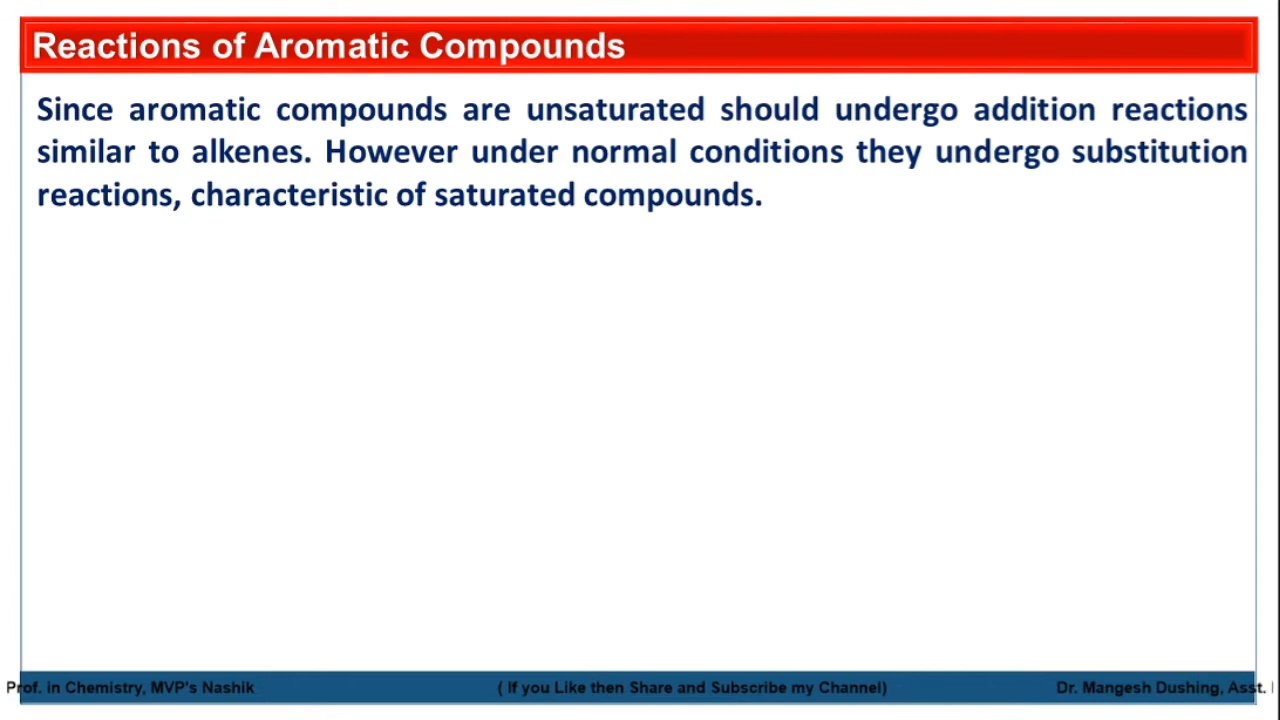 Reactions of Aromatic Compounds
Since aromatic compounds are unsaturated should undergo addition reactions
similar to alkenes. However under normal conditions they undergo substitution
reactions, characteristic of saturated compounds.
Prof. in Chemistry, MVP's Nashik ( If you Like then Share and Subscribe my Channel) Dr. Mangesh Dushing, Asst.